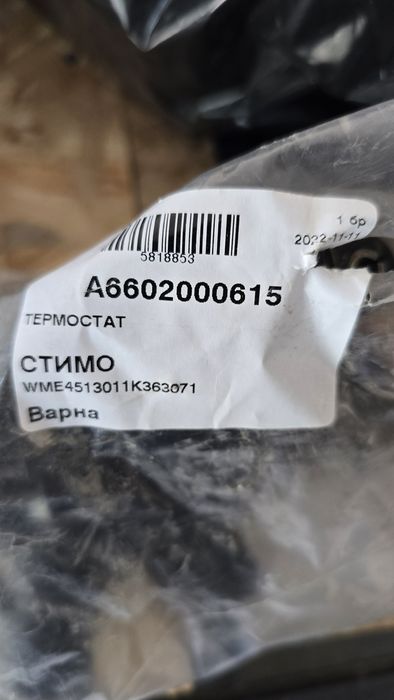 1 бр
2022-11-11
5818853
A6602000615
ТЕРМОСТАТ
СТИМО
WME4513011K363071
Варна